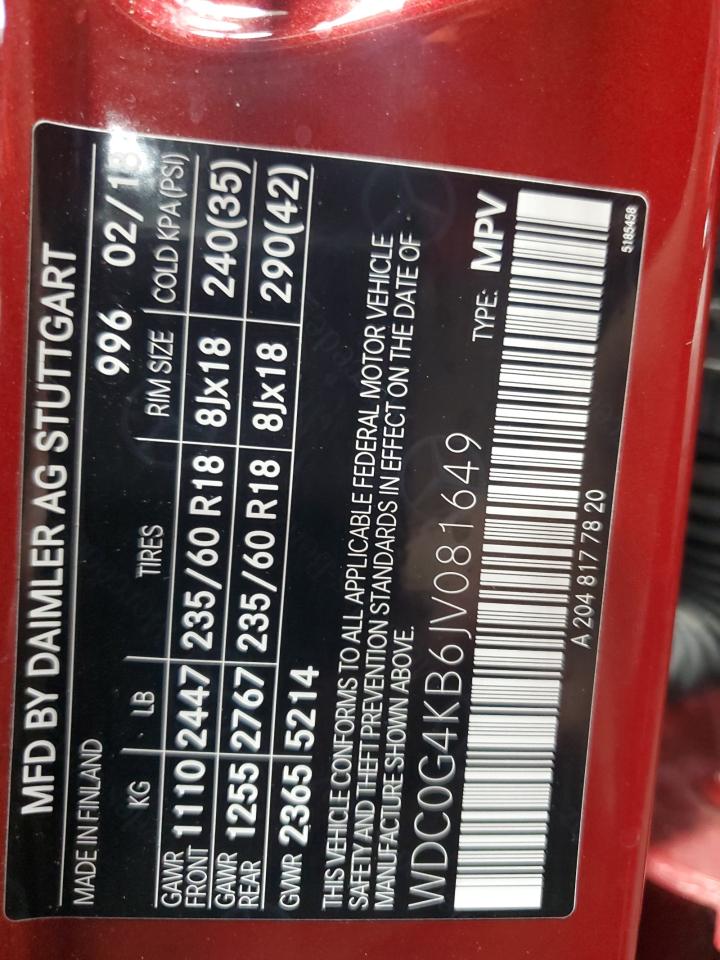 MFD BY DAIMLER AG STUTTGART
MADE IN FINLAND 996 02/18
KG LB TIRES RIM SIZE COLD KPA (PSI)
GAWR FRONT 1110 2447 235/60 R18 8Jx18 240(35)
GAWR REAR 1255 2767 235/60 R18 8Jx18 290(42)
GVWR 2365 5214
THIS VEHICLE CONFORMS TO ALL APPLICABLE FEDERAL MOTOR VEHICLE
SAFETY AND THEFT PREVENTION STANDARDS IN EFFECT ON THE DATE OF
MANUFACTURE SHOWN ABOVE.
WDC0G4KB6JV081649 TYPE: MPV
A 204 817 78 20
5185458